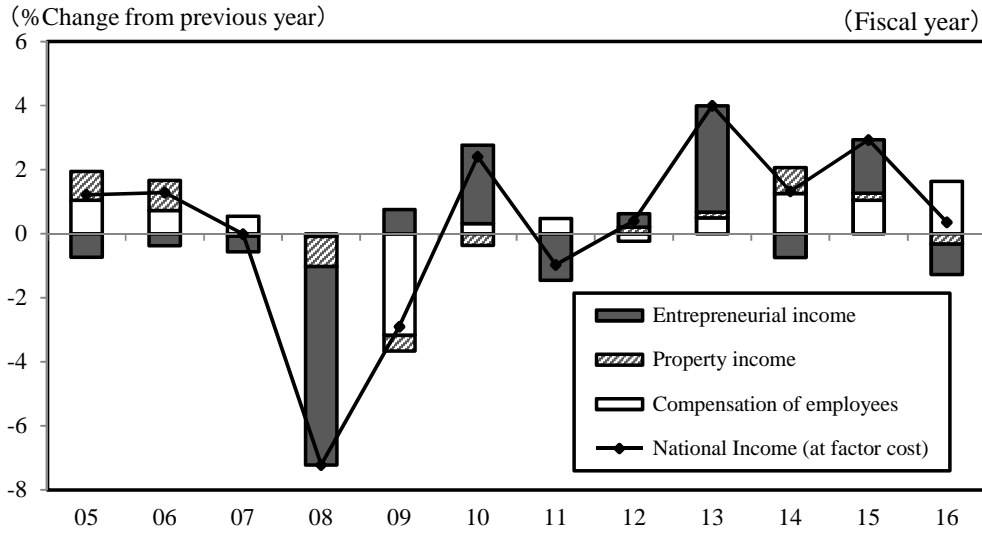 （%Change from previous year）
（Fiscal year）
6
4
2
0
-2
-4
-6
-8
Entrepreneurial income
Property income
Compensation of employees
National Income (at factor cost)
05 06 07 08 09 10 11 12 13 14 15 16